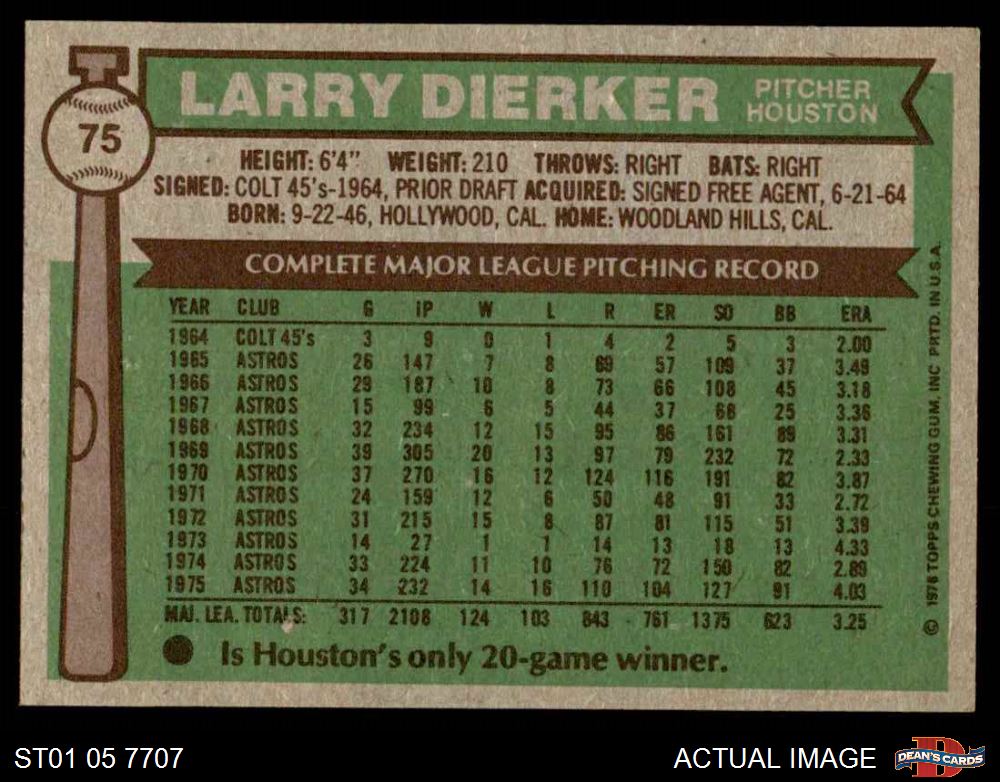 75
LARRY DIERKER
PITCHER
HOUSTON
HEIGHT: 6'4" WEIGHT: 210 THROWS: RIGHT BATS: RIGHT
SIGNED: COLT 45's-1964, PRIOR DRAFT ACQUIRED: SIGNED FREE AGENT, 6-21-64
BORN: 9-22-46, HOLLYWOOD, CAL. HOME: WOODLAND HILLS, CAL.
COMPLETE MAJOR LEAGUE PITCHING RECORD
YEAR CLUB G IP W L R ER SO BB ERA
1964 COLT 45's 3 9 0 1 4 2 5 3 2.00
1965 ASTROS 26 147 7 8 69 57 109 37 3.49
1966 ASTROS 29 187 10 8 73 66 108 45 3.18
1967 ASTROS 15 99 6 5 44 37 68 25 3.36
1968 ASTROS 32 234 12 15 95 86 161 89 3.31
1969 ASTROS 39 305 20 13 97 79 232 72 2.33
1970 ASTROS 37 270 16 12 124 116 191 82 3.87
1971 ASTROS 24 159 12 6 50 48 91 33 2.72
1972 ASTROS 31 215 15 8 87 81 115 51 3.39
1973 ASTROS 14 27 1 1 14 13 18 13 4.33
1974 ASTROS 33 224 11 10 76 72 150 82 2.89
1975 ASTROS 34 232 14 16 110 104 127 91 4.03
MAJ. LEA. TOTALS: 317 2108 124 103 843 761 1375 623 3.25
Is Houston's only 20-game winner.
© 1976 TOPPS CHEWING GUM, INC PRTD. IN U.S.A.
ST01 05 7707
ACTUAL IMAGE
D
DEAN'S CARDS